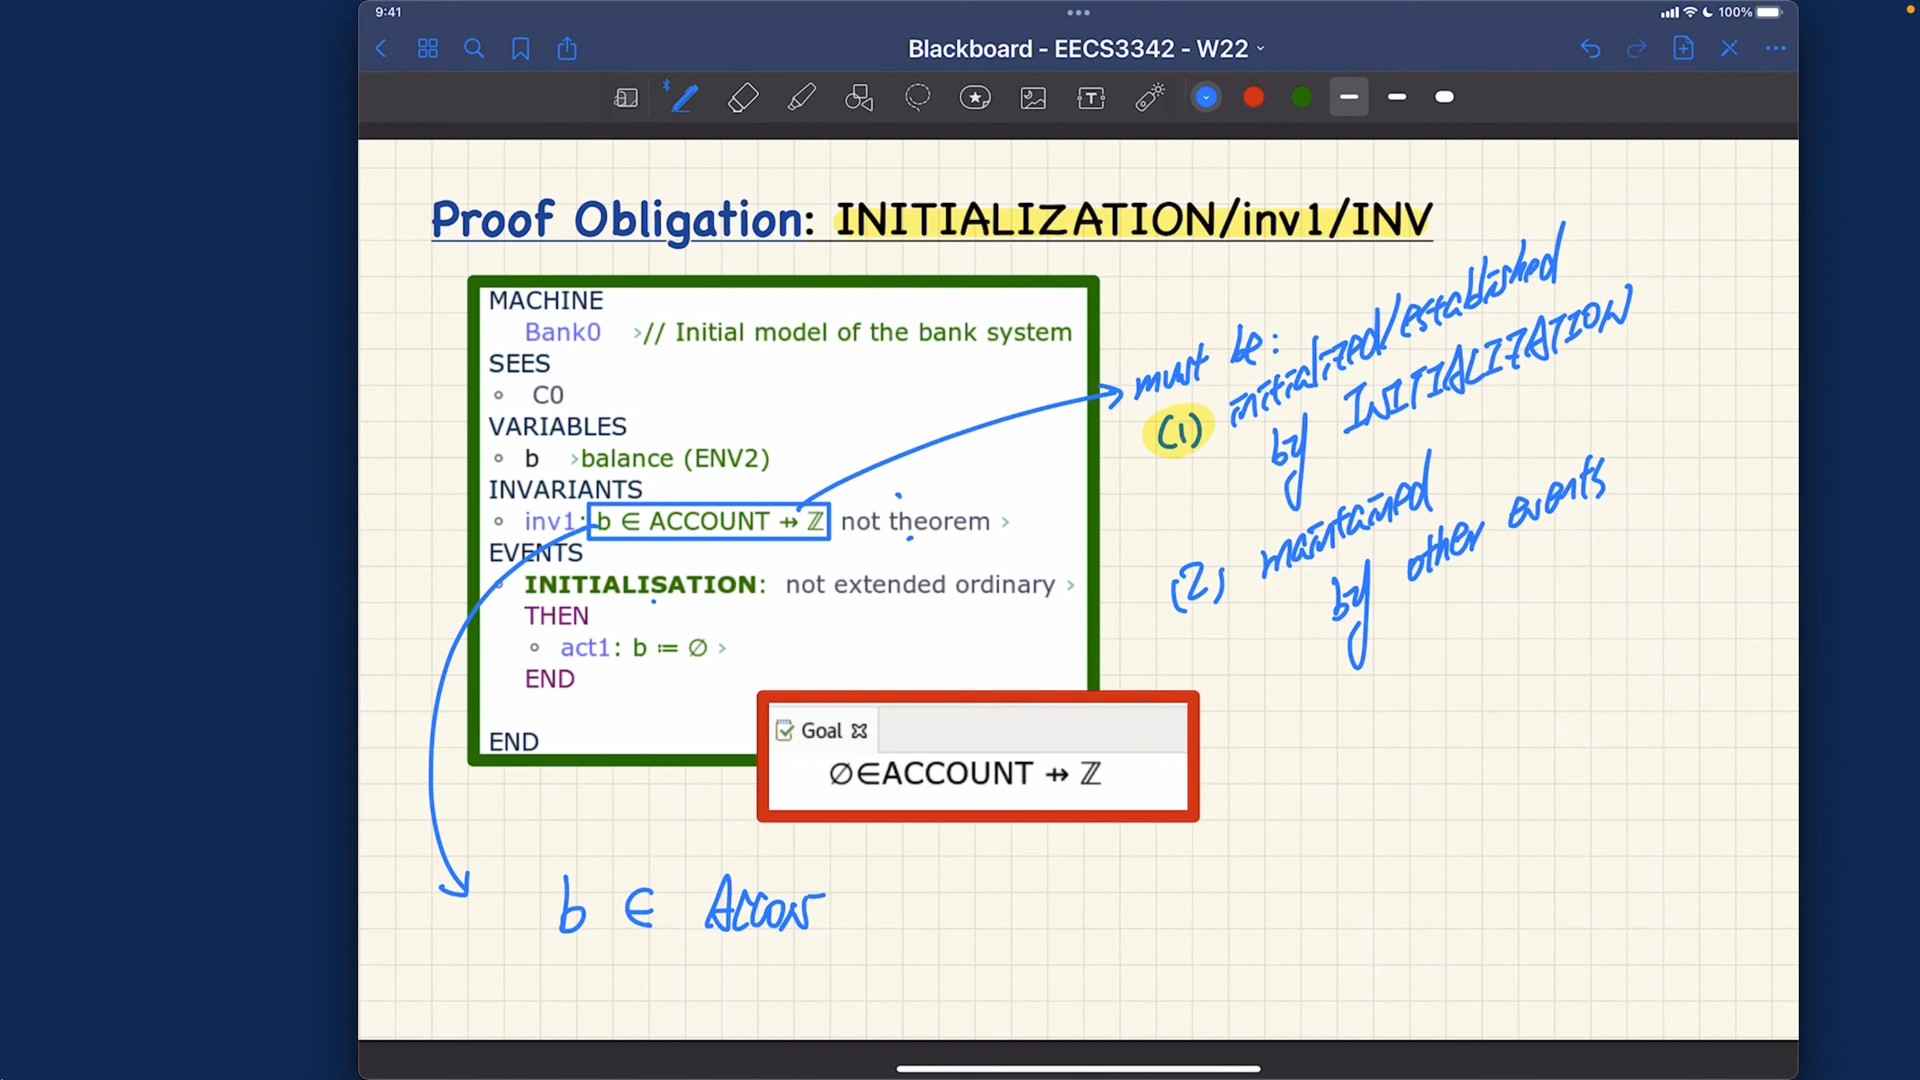 9:41
100%
Blackboard - EECS3342 - W22
Proof Obligation: INITIALIZATION/inv1/INV
MACHINE
Bank0 ›// Initial model of the bank system
SEES
◦ C0
VARIABLES
◦ b ›balance (ENV2)
INVARIANTS
◦ inv1: b ∈ ACCOUNT ⇸ ℤ not theorem ›
EVENTS
◦ INITIALISATION: not extended ordinary ›
THEN
◦ act1: b ≔ ∅ ›
END
END
Goal
∅∈ACCOUNT ⇸ ℤ
must be:
(1) initialized/established
by INITIALIZATION
(2) maintained
by other events
b ∈ Accou